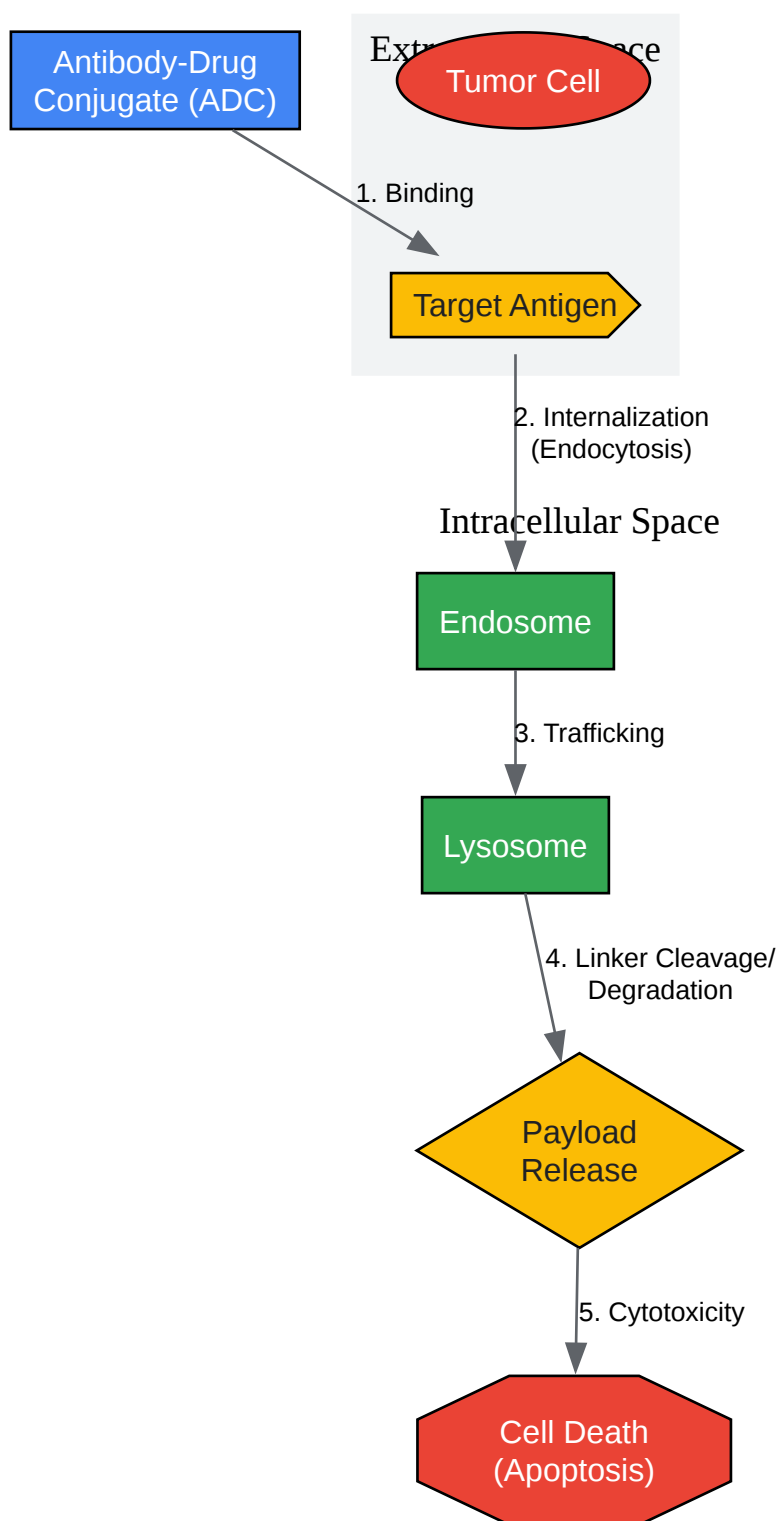 Antibody-Drug
Conjugate (ADC)
Tumor Cell
1. Binding
Target Antigen
2. Internalization
(Endocytosis)
Intracellular Space
Endosome
3. Trafficking
Lysosome
4. Linker Cleavage/
Degradation
Payload
Release
5. Cytotoxicity
Cell Death
(Apoptosis)